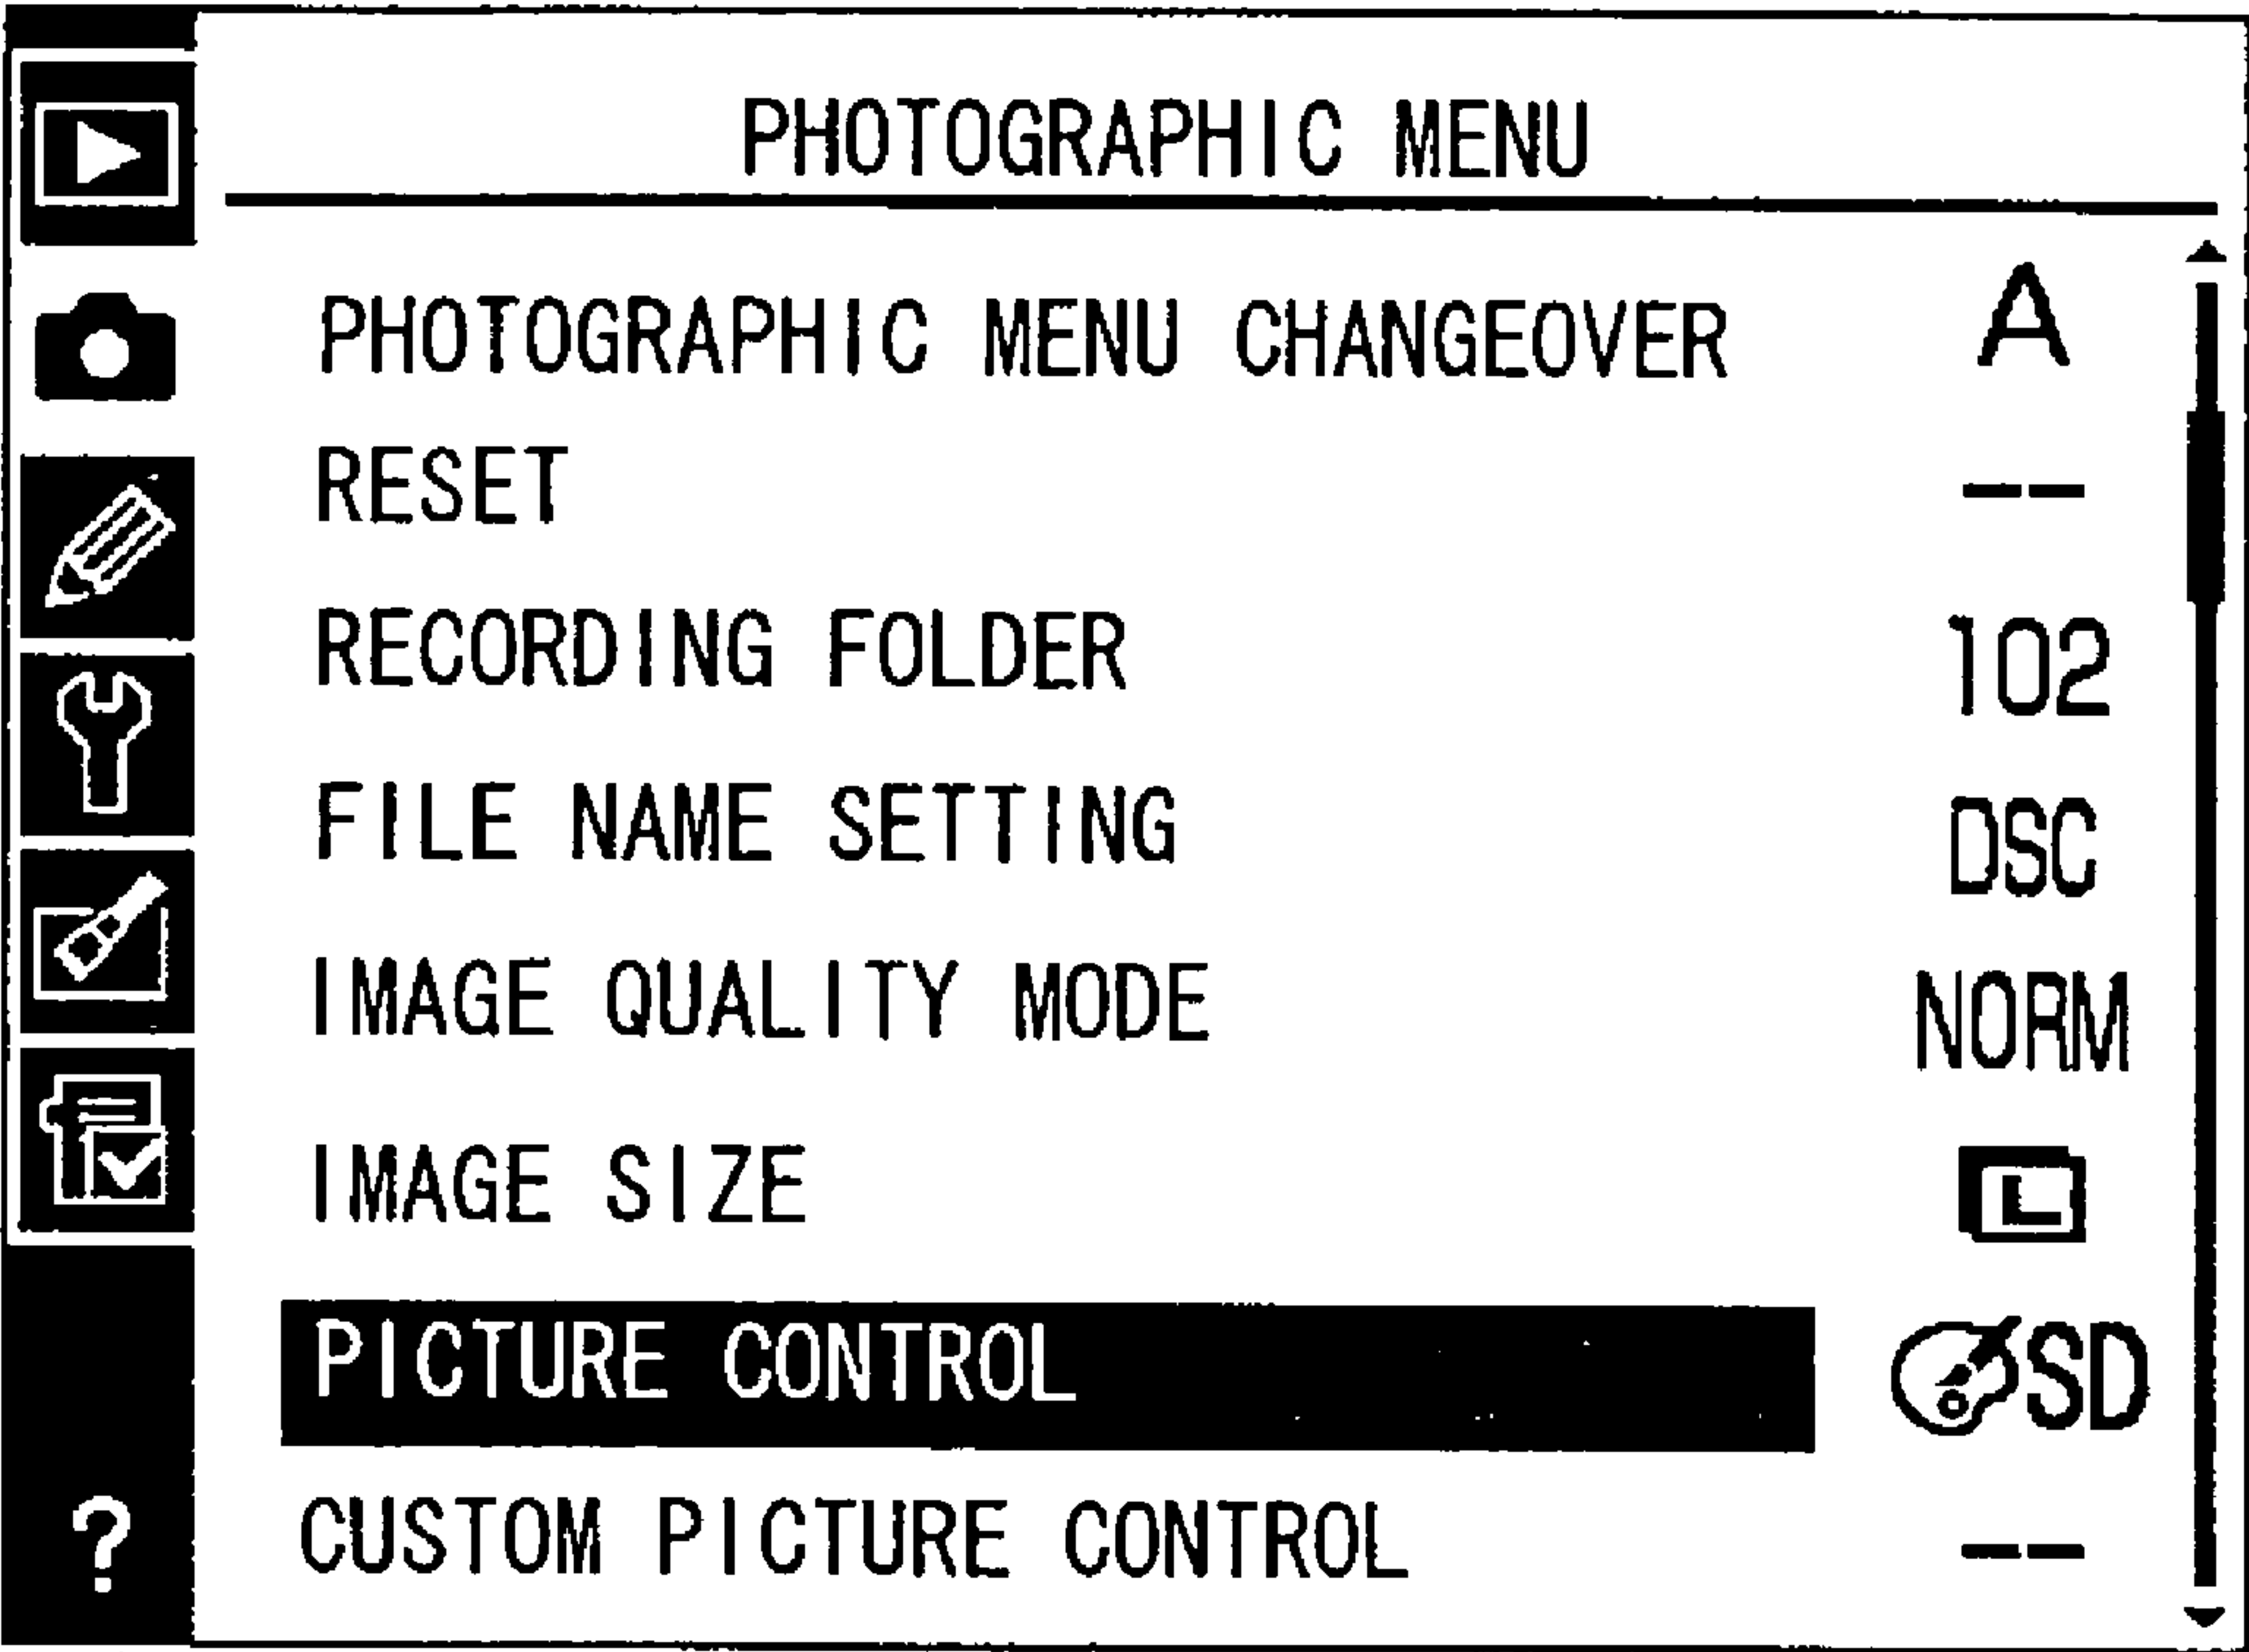 PHOTOGRAPHIC MENU
PHOTOGRAPHIC MENU CHANGEOVER A
RESET --
RECORDING FOLDER 102
FILE NAME SETTING DSC
IMAGE QUALITY MODE NORM
IMAGE SIZE L
PICTURE CONTROL SD
CUSTOM PICTURE CONTROL --
?